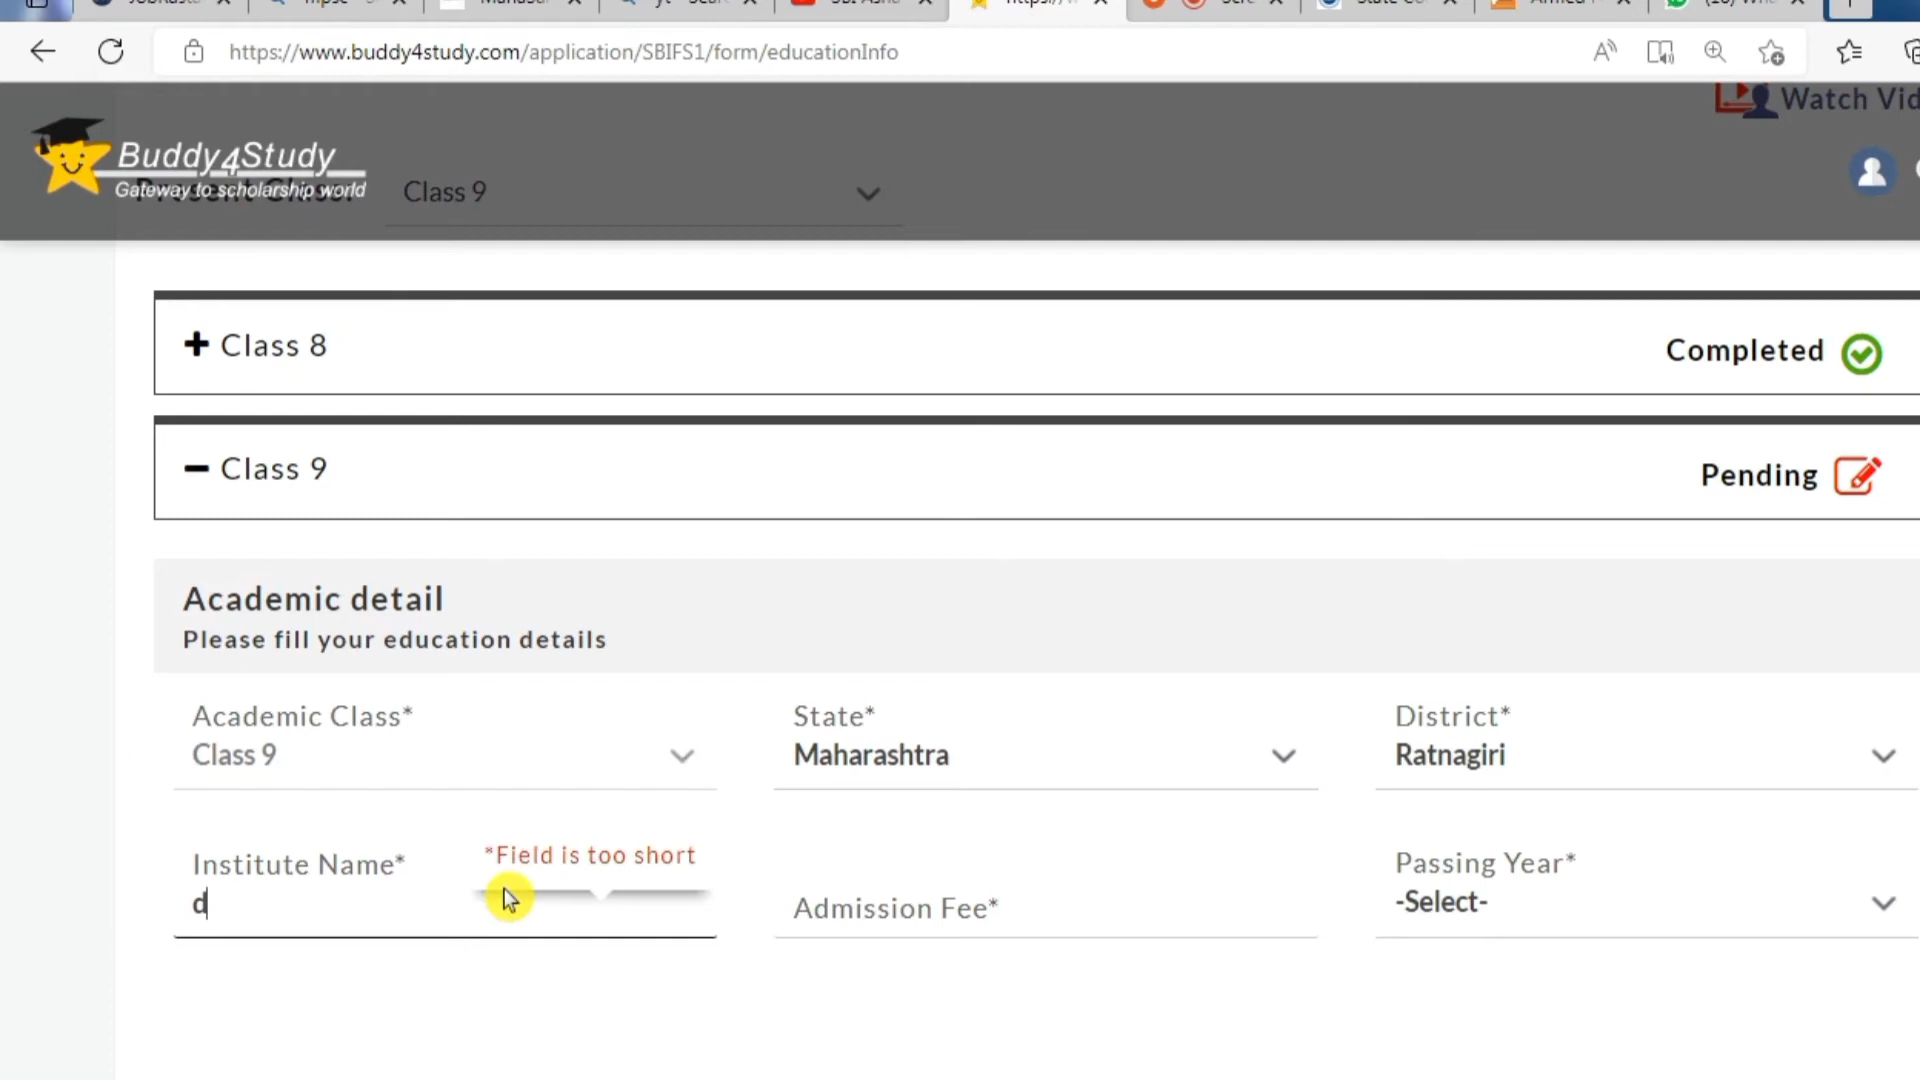 https://www.buddy4study.com/application/SBIFS1/form/educationInfo
Watch Vid
Buddy4Study
Gateway to scholarship world
Present Class:
Class 9
Class 8
Completed
Class 9
Pending
Academic detail
Please fill your education details
Academic Class*
State*
District*
Class 9
Maharashtra
Ratnagiri
Institute Name*
*Field is too short
Passing Year*
d
Admission Fee*
-Select-